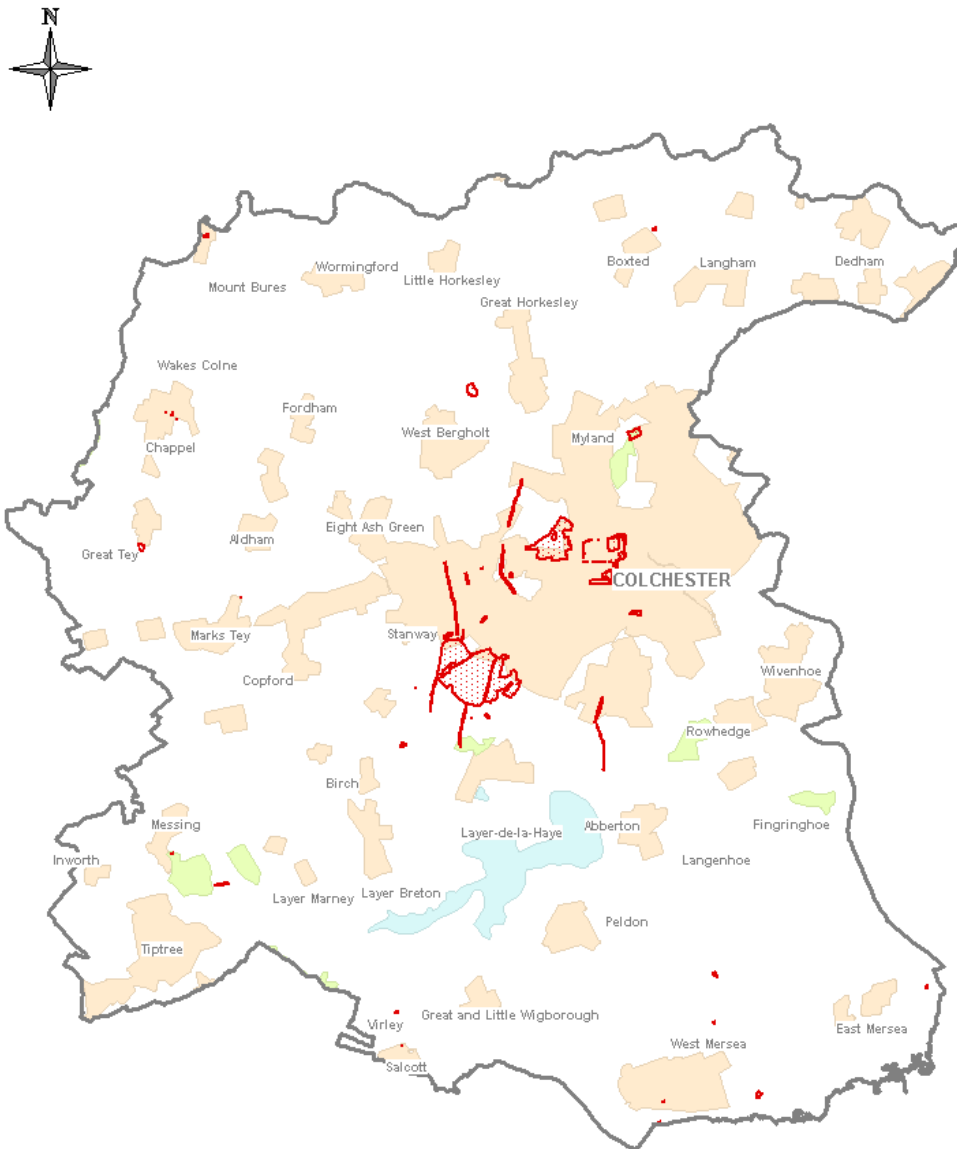 N
Boxted
Langham
Dedham
Wormingford
Little Horkesley
Mount Bures
Great Horkesley
Wakes Colne
Fordham
West Bergholt
Myland
Chappel
Eight Ash Green
Aldham
Great Tey
COLCHESTER
Marks Tey
Stanway
Copford
Wivenhoe
Rowhedge
Birch
Messing
Layer-de-la-Haye
Abberton
Fingringhoe
Inworth
Langenhoe
Layer Marney
Layer Breton
Peldon
Tiptree
Great and Little Wigborough
Virley
East Mersea
West Mersea
Salcott